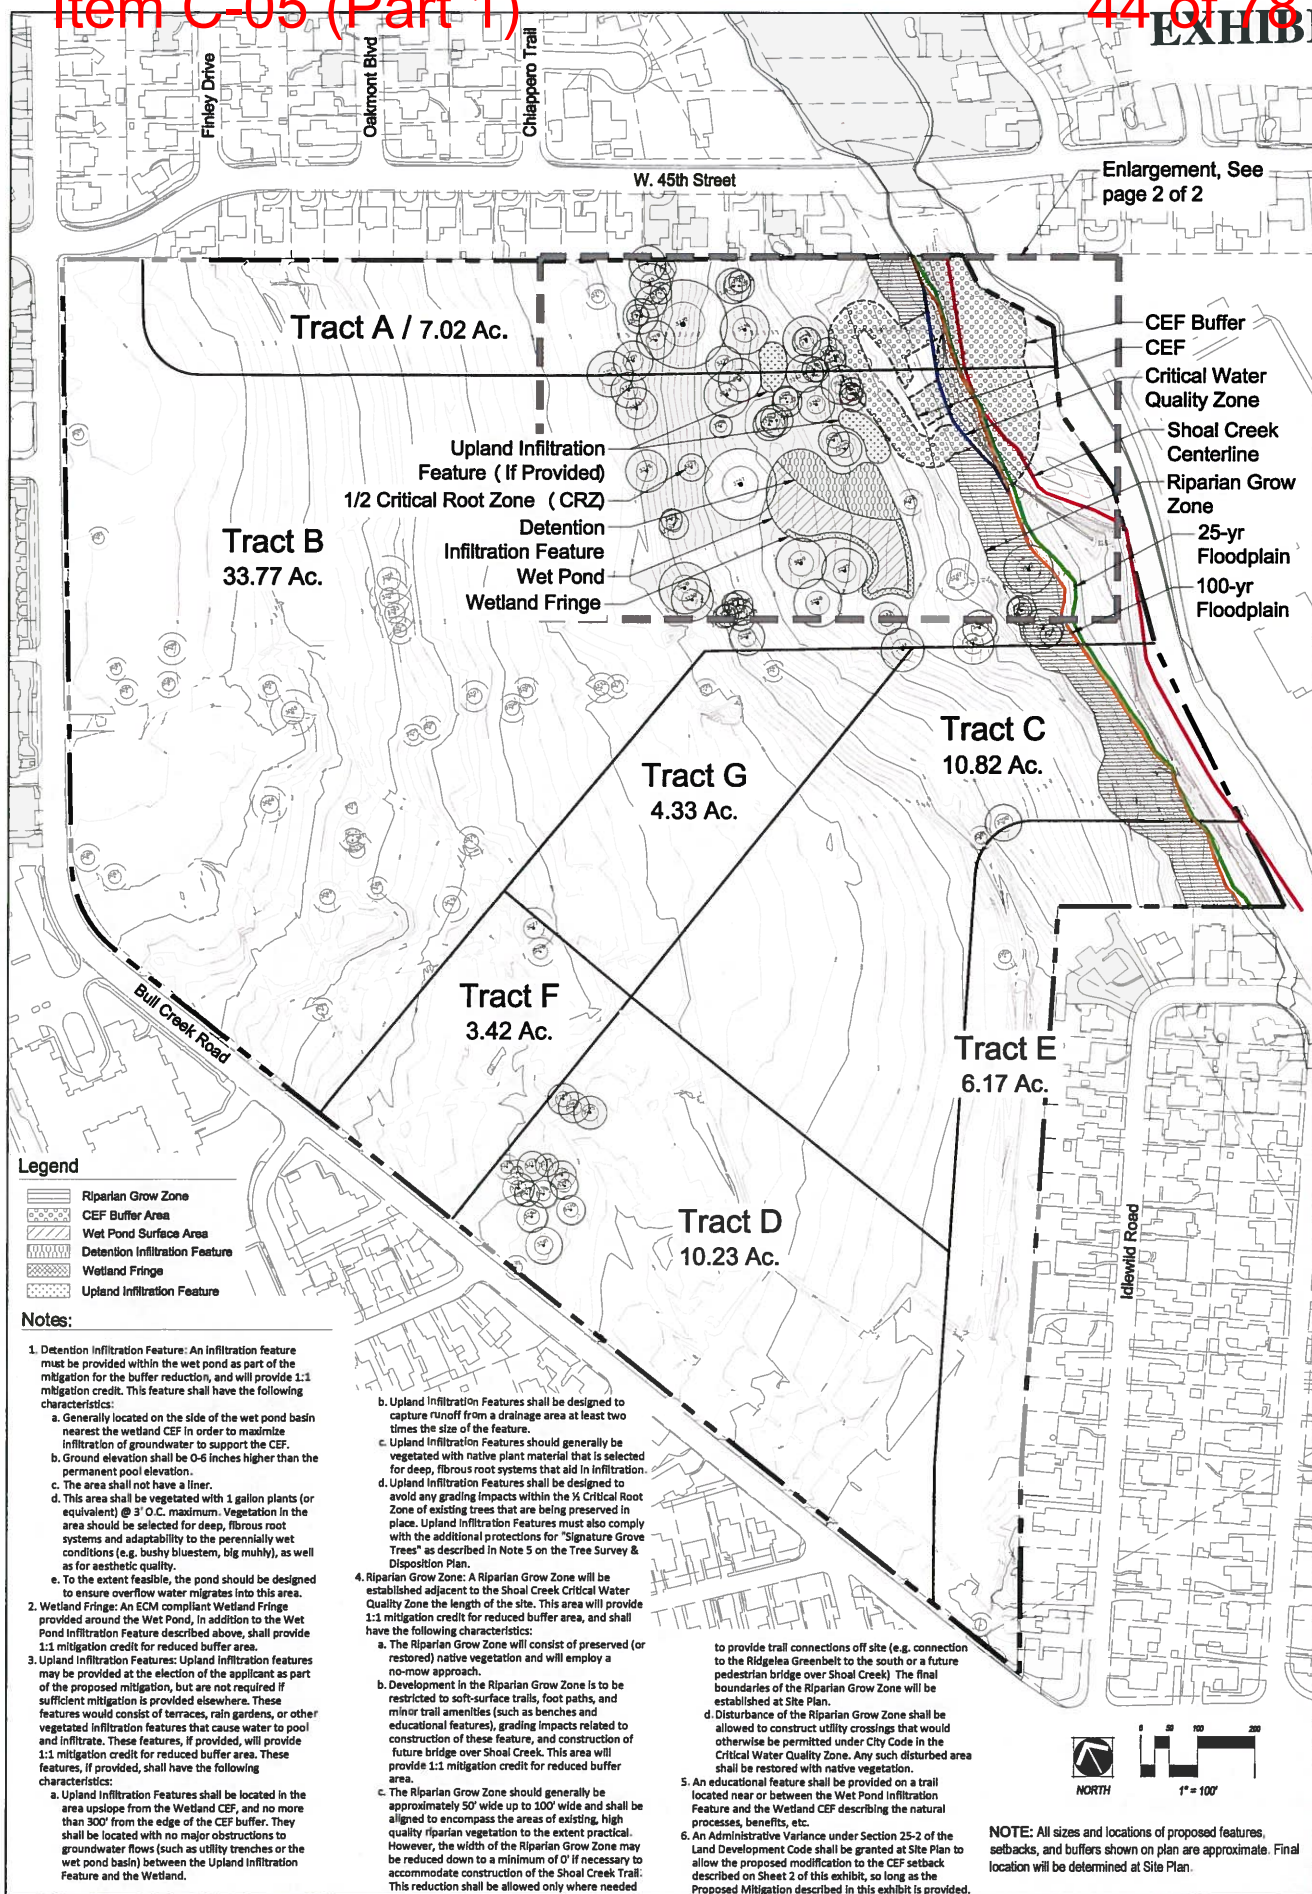 Item C-05 (Part 1)
44 of 78
EXHIBI
Finley Drive
Oakmont Blvd
Chiappero Trail
W. 45th Street
Enlargement, See
page 2 of 2
Tract A / 7.02 Ac.
CEF Buffer
CEF
Critical Water
Quality Zone
Shoal Creek
Centerline
Riparian Grow
Zone
25-yr
Floodplain
100-yr
Floodplain
Upland Infiltration
Feature ( If Provided)
1/2 Critical Root Zone ( CRZ)
Detention
Infiltration Feature
Wet Pond
Wetland Fringe
Tract B
33.77 Ac.
Tract C
10.82 Ac.
Tract G
4.33 Ac.
Tract F
3.42 Ac.
Tract E
6.17 Ac.
Tract D
10.23 Ac.
Bull Creek Road
Idlewild Road
Legend
Riparian Grow Zone
CEF Buffer Area
Wet Pond Surface Area
Detention Infiltration Feature
Wetland Fringe
Upland Infiltration Feature
Notes:
1. Detention Infiltration Feature: An infiltration feature
must be provided within the wet pond as part of the
mitigation for the buffer reduction, and will provide 1:1
mitigation credit. This feature shall have the following
characteristics:
a. Generally located on the side of the wet pond basin
nearest the wetland CEF in order to maximize
infiltration of groundwater to support the CEF.
b. Ground elevation shall be 0-6 inches higher than the
permanent pool elevation.
c. The area shall not have a liner.
d. This area shall be vegetated with 1 gallon plants (or
equivalent) @ 3' O.C. maximum. Vegetation in the
area should be selected for deep, fibrous root
systems and adaptability to the perennially wet
conditions (e.g. bushy bluestem, big muhly), as well
as for aesthetic quality.
e. To the extent feasible, the pond should be designed
to ensure overflow water migrates into this area.
2. Wetland Fringe: An ECM compliant Wetland Fringe
provided around the Wet Pond, in addition to the Wet
Pond Infiltration Feature described above, shall provide
1:1 mitigation credit for reduced buffer area.
3. Upland Infiltration Features: Upland infiltration features
may be provided at the election of the applicant as part
of the proposed mitigation, but are not required if
sufficient mitigation is provided elsewhere. These
features would consist of terraces, rain gardens, or other
vegetated infiltration features that cause water to pool
and infiltrate. These features, if provided, will provide
1:1 mitigation credit for reduced buffer area. These
features, if provided, shall have the following
characteristics:
a. Upland Infiltration Features shall be located in the
area upslope from the Wetland CEF, and no more
than 300' from the edge of the CEF buffer. They
shall be located with no major obstructions to
groundwater flows (such as utility trenches or the
wet pond basin) between the Upland Infiltration
Feature and the Wetland.
b. Upland Infiltration Features shall be designed to
capture runoff from a drainage area at least two
times the size of the feature.
c. Upland Infiltration Features should generally be
vegetated with native plant material that is selected
for deep, fibrous root systems that aid in infiltration.
d. Upland Infiltration Features shall be designed to
avoid any grading impacts within the ½ Critical Root
Zone of existing trees that are being preserved in
place. Upland Infiltration Features must also comply
with the additional protections for "Signature Grove
Trees" as described in Note 5 on the Tree Survey &
Disposition Plan.
4. Riparian Grow Zone: A Riparian Grow Zone will be
established adjacent to the Shoal Creek Critical Water
Quality Zone the length of the site. This area will provide
1:1 mitigation credit for reduced buffer area, and shall
have the following characteristics:
a. The Riparian Grow Zone will consist of preserved (or
restored) native vegetation and will employ a
no-mow approach.
b. Development in the Riparian Grow Zone is to be
restricted to soft-surface trails, foot paths, and
minor trail amenities (such as benches and
educational features), grading impacts related to
construction of these feature, and construction of
future bridge over Shoal Creek. This area will
provide 1:1 mitigation credit for reduced buffer
area.
c. The Riparian Grow Zone should generally be
approximately 50' wide up to 100' wide and shall be
aligned to encompass the areas of existing, high
quality riparian vegetation to the extent practical.
However, the width of the Riparian Grow Zone may
be reduced down to a minimum of 0' if necessary to
accommodate construction of the Shoal Creek Trail.
This reduction shall be allowed only where needed
to provide trail connections off site (e.g. connection
to the Ridgelea Greenbelt to the south or a future
pedestrian bridge over Shoal Creek) The final
boundaries of the Riparian Grow Zone will be
established at Site Plan.
d. Disturbance of the Riparian Grow Zone shall be
allowed to construct utility crossings that would
otherwise be permitted under City Code in the
Critical Water Quality Zone. Any such disturbed area
shall be restored with native vegetation.
5. An educational feature shall be provided on a trail
located near or between the Wet Pond Infiltration
Feature and the Wetland CEF describing the natural
processes, benefits, etc.
6. An Administrative Variance under Section 25-2 of the
Land Development Code shall be granted at Site Plan to
allow the proposed modification to the CEF setback
described on Sheet 2 of this exhibit, so long as the
Proposed Mitigation described in this exhibit is provided.
NORTH
0 50 100 200
1" = 100'
NOTE: All sizes and locations of proposed features,
setbacks, and buffers shown on plan are approximate. Final
location will be determined at Site Plan.